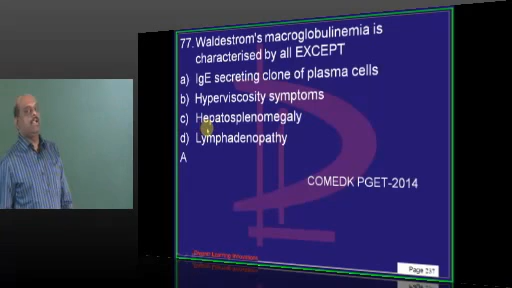 77. Waldestrom's macroglobulinemia is
characterised by all EXCEPT
a) IgE secreting clone of plasma cells
b) Hyperviscosity symptoms
c) Hepatosplenomegaly
d) Lymphadenopathy
A
COMEDK PGET-2014
Page 237